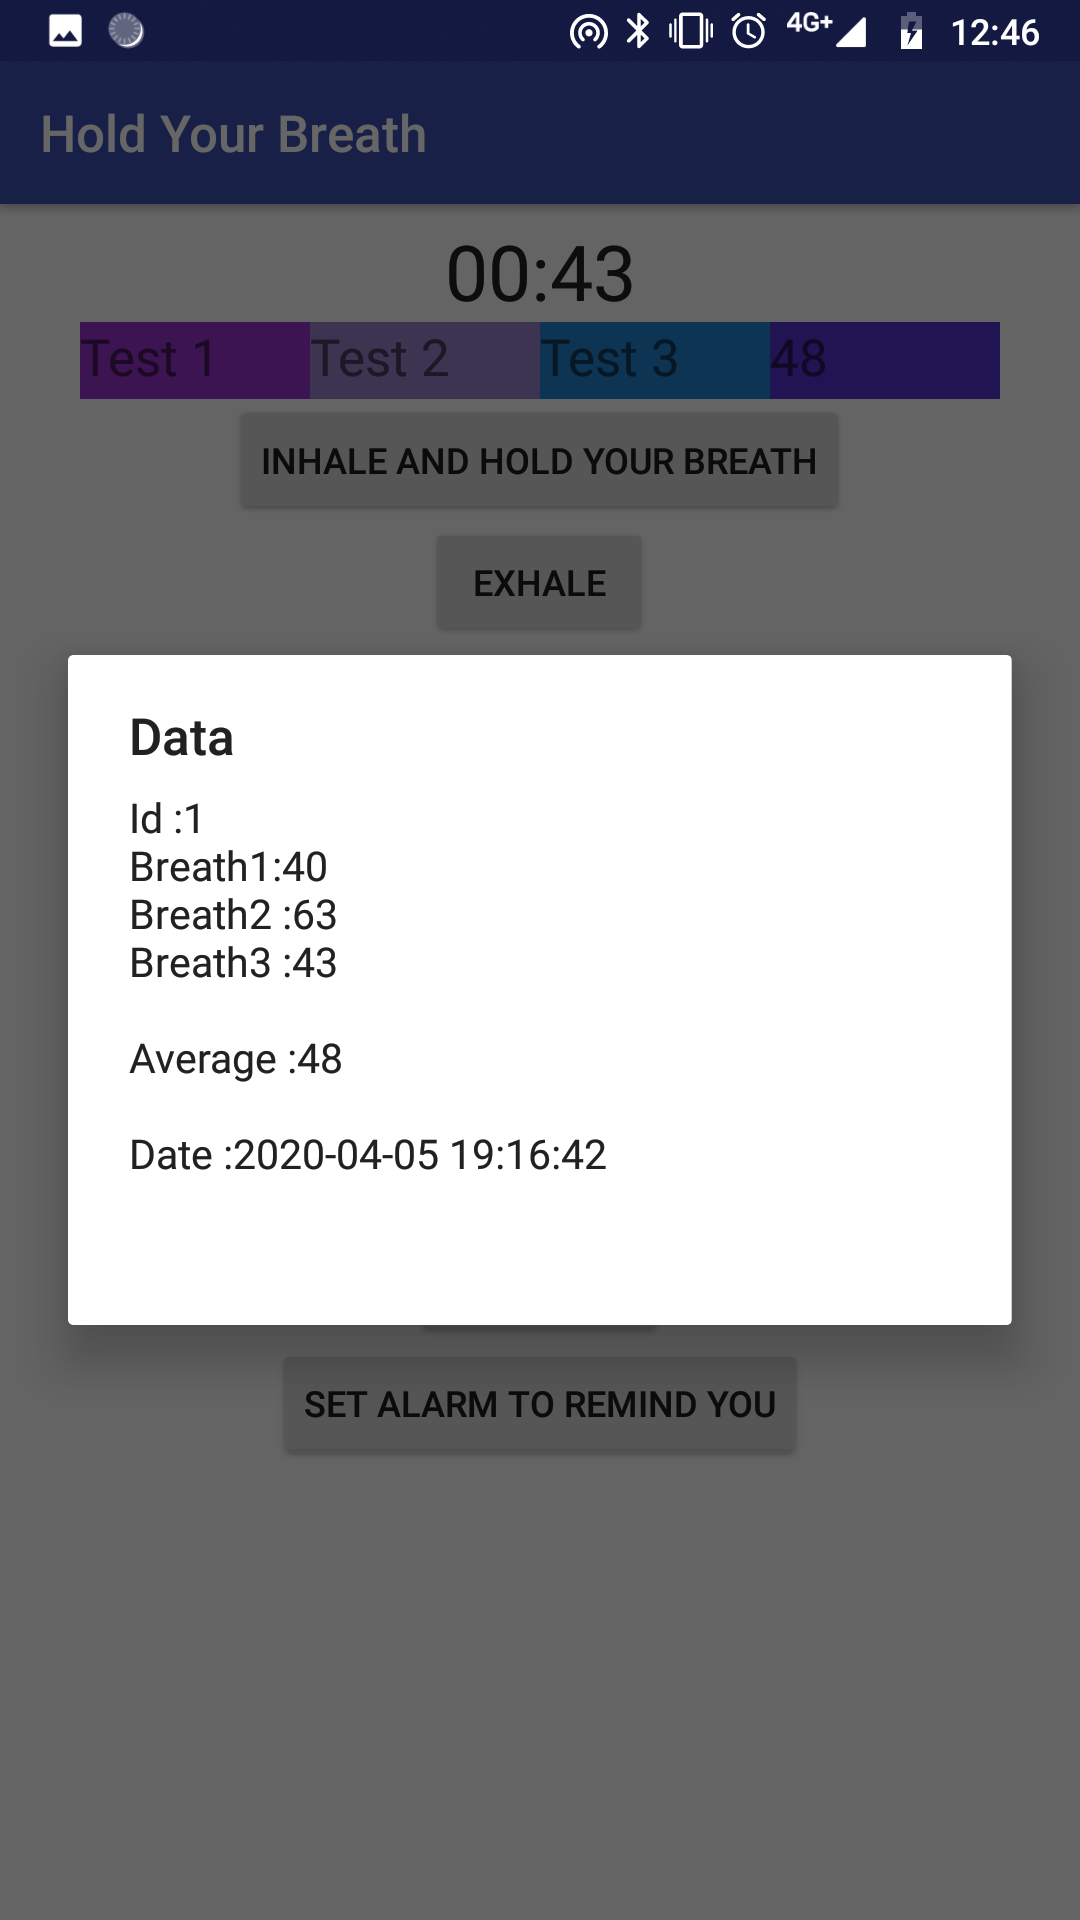 4G+ 12:46
Hold Your Breath
00:43
Test 1 Test 2 Test 3 48
INHALE AND HOLD YOUR BREATH
EXHALE
Data
Id :1
Breath1:40
Breath2 :63
Breath3 :43
Average :48
Date :2020-04-05 19:16:42
SET ALARM TO REMIND YOU